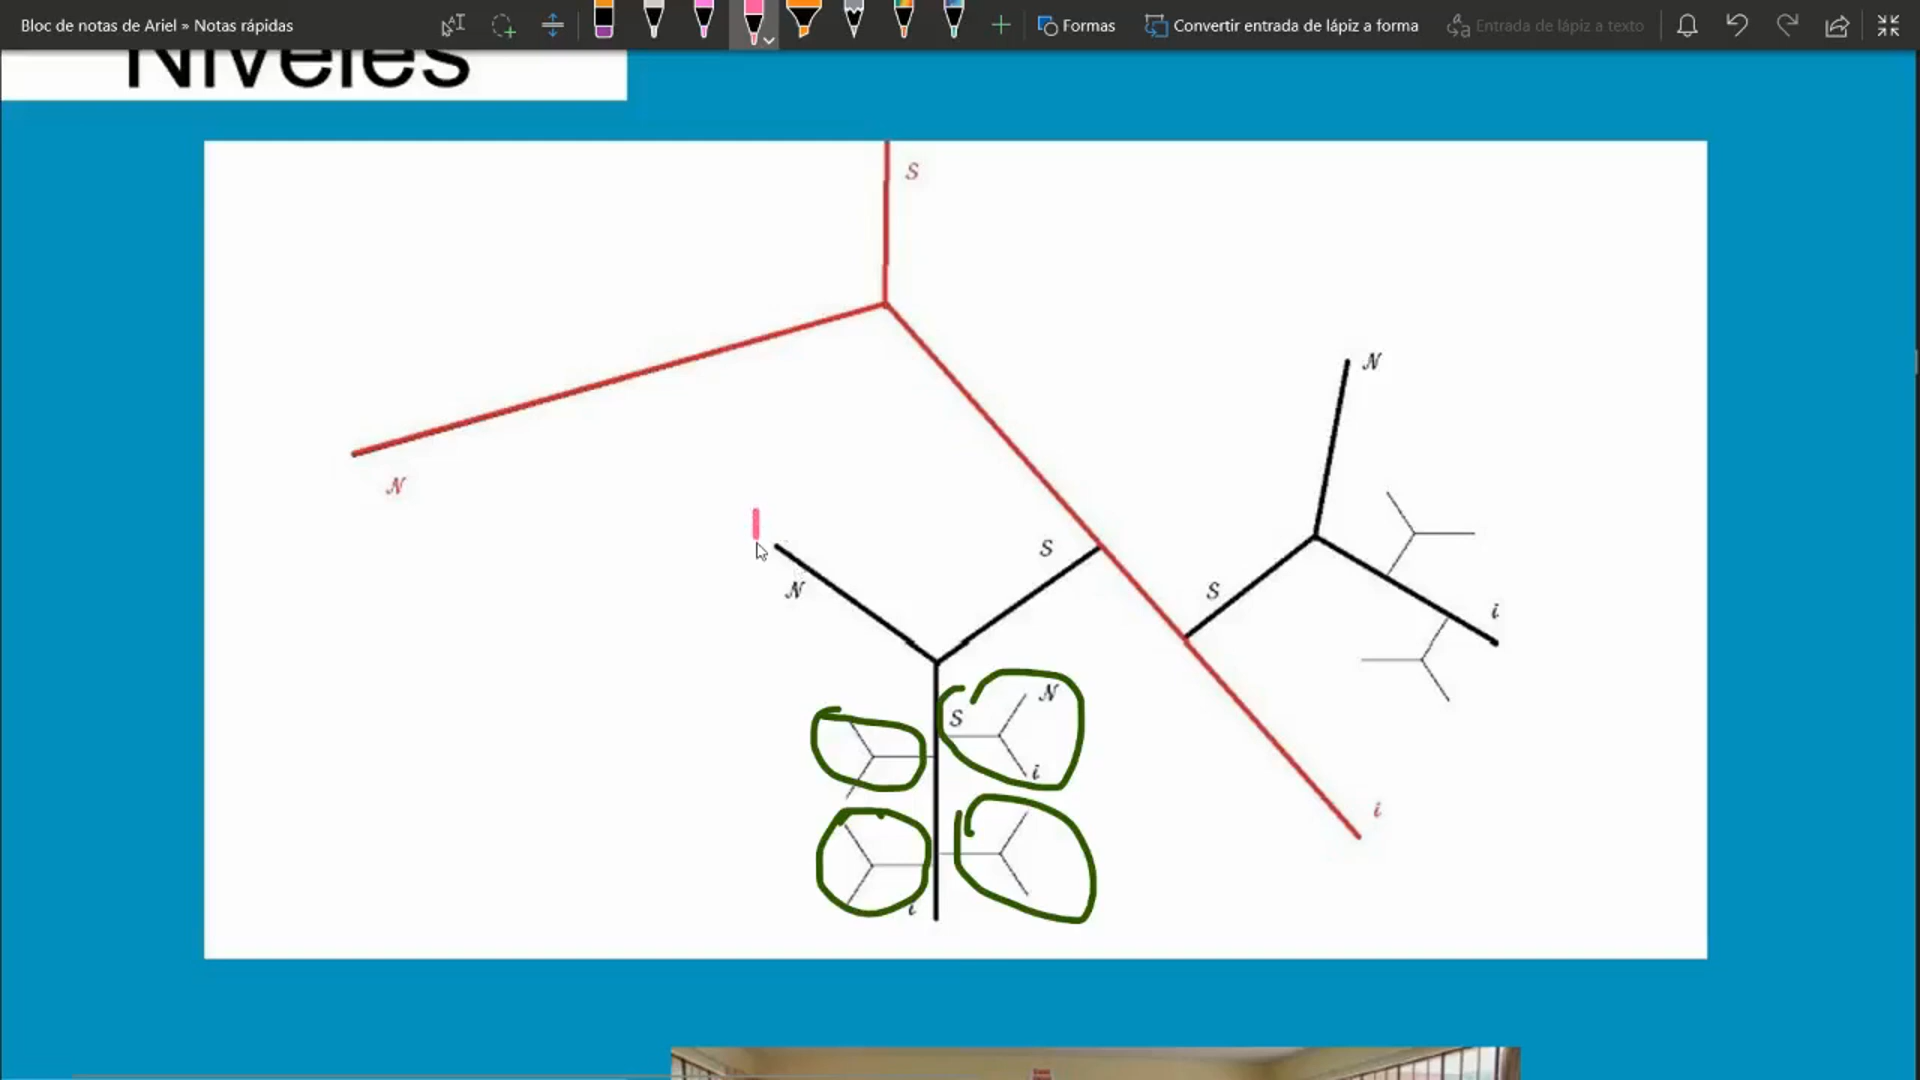 Bloc de notas de Ariel » Notas rápidas
Formas
Convertir entrada de lápiz a forma
Entrada de lápiz a texto
Niveles
S
N
N
S
N
S
i
N
S
i
i
i